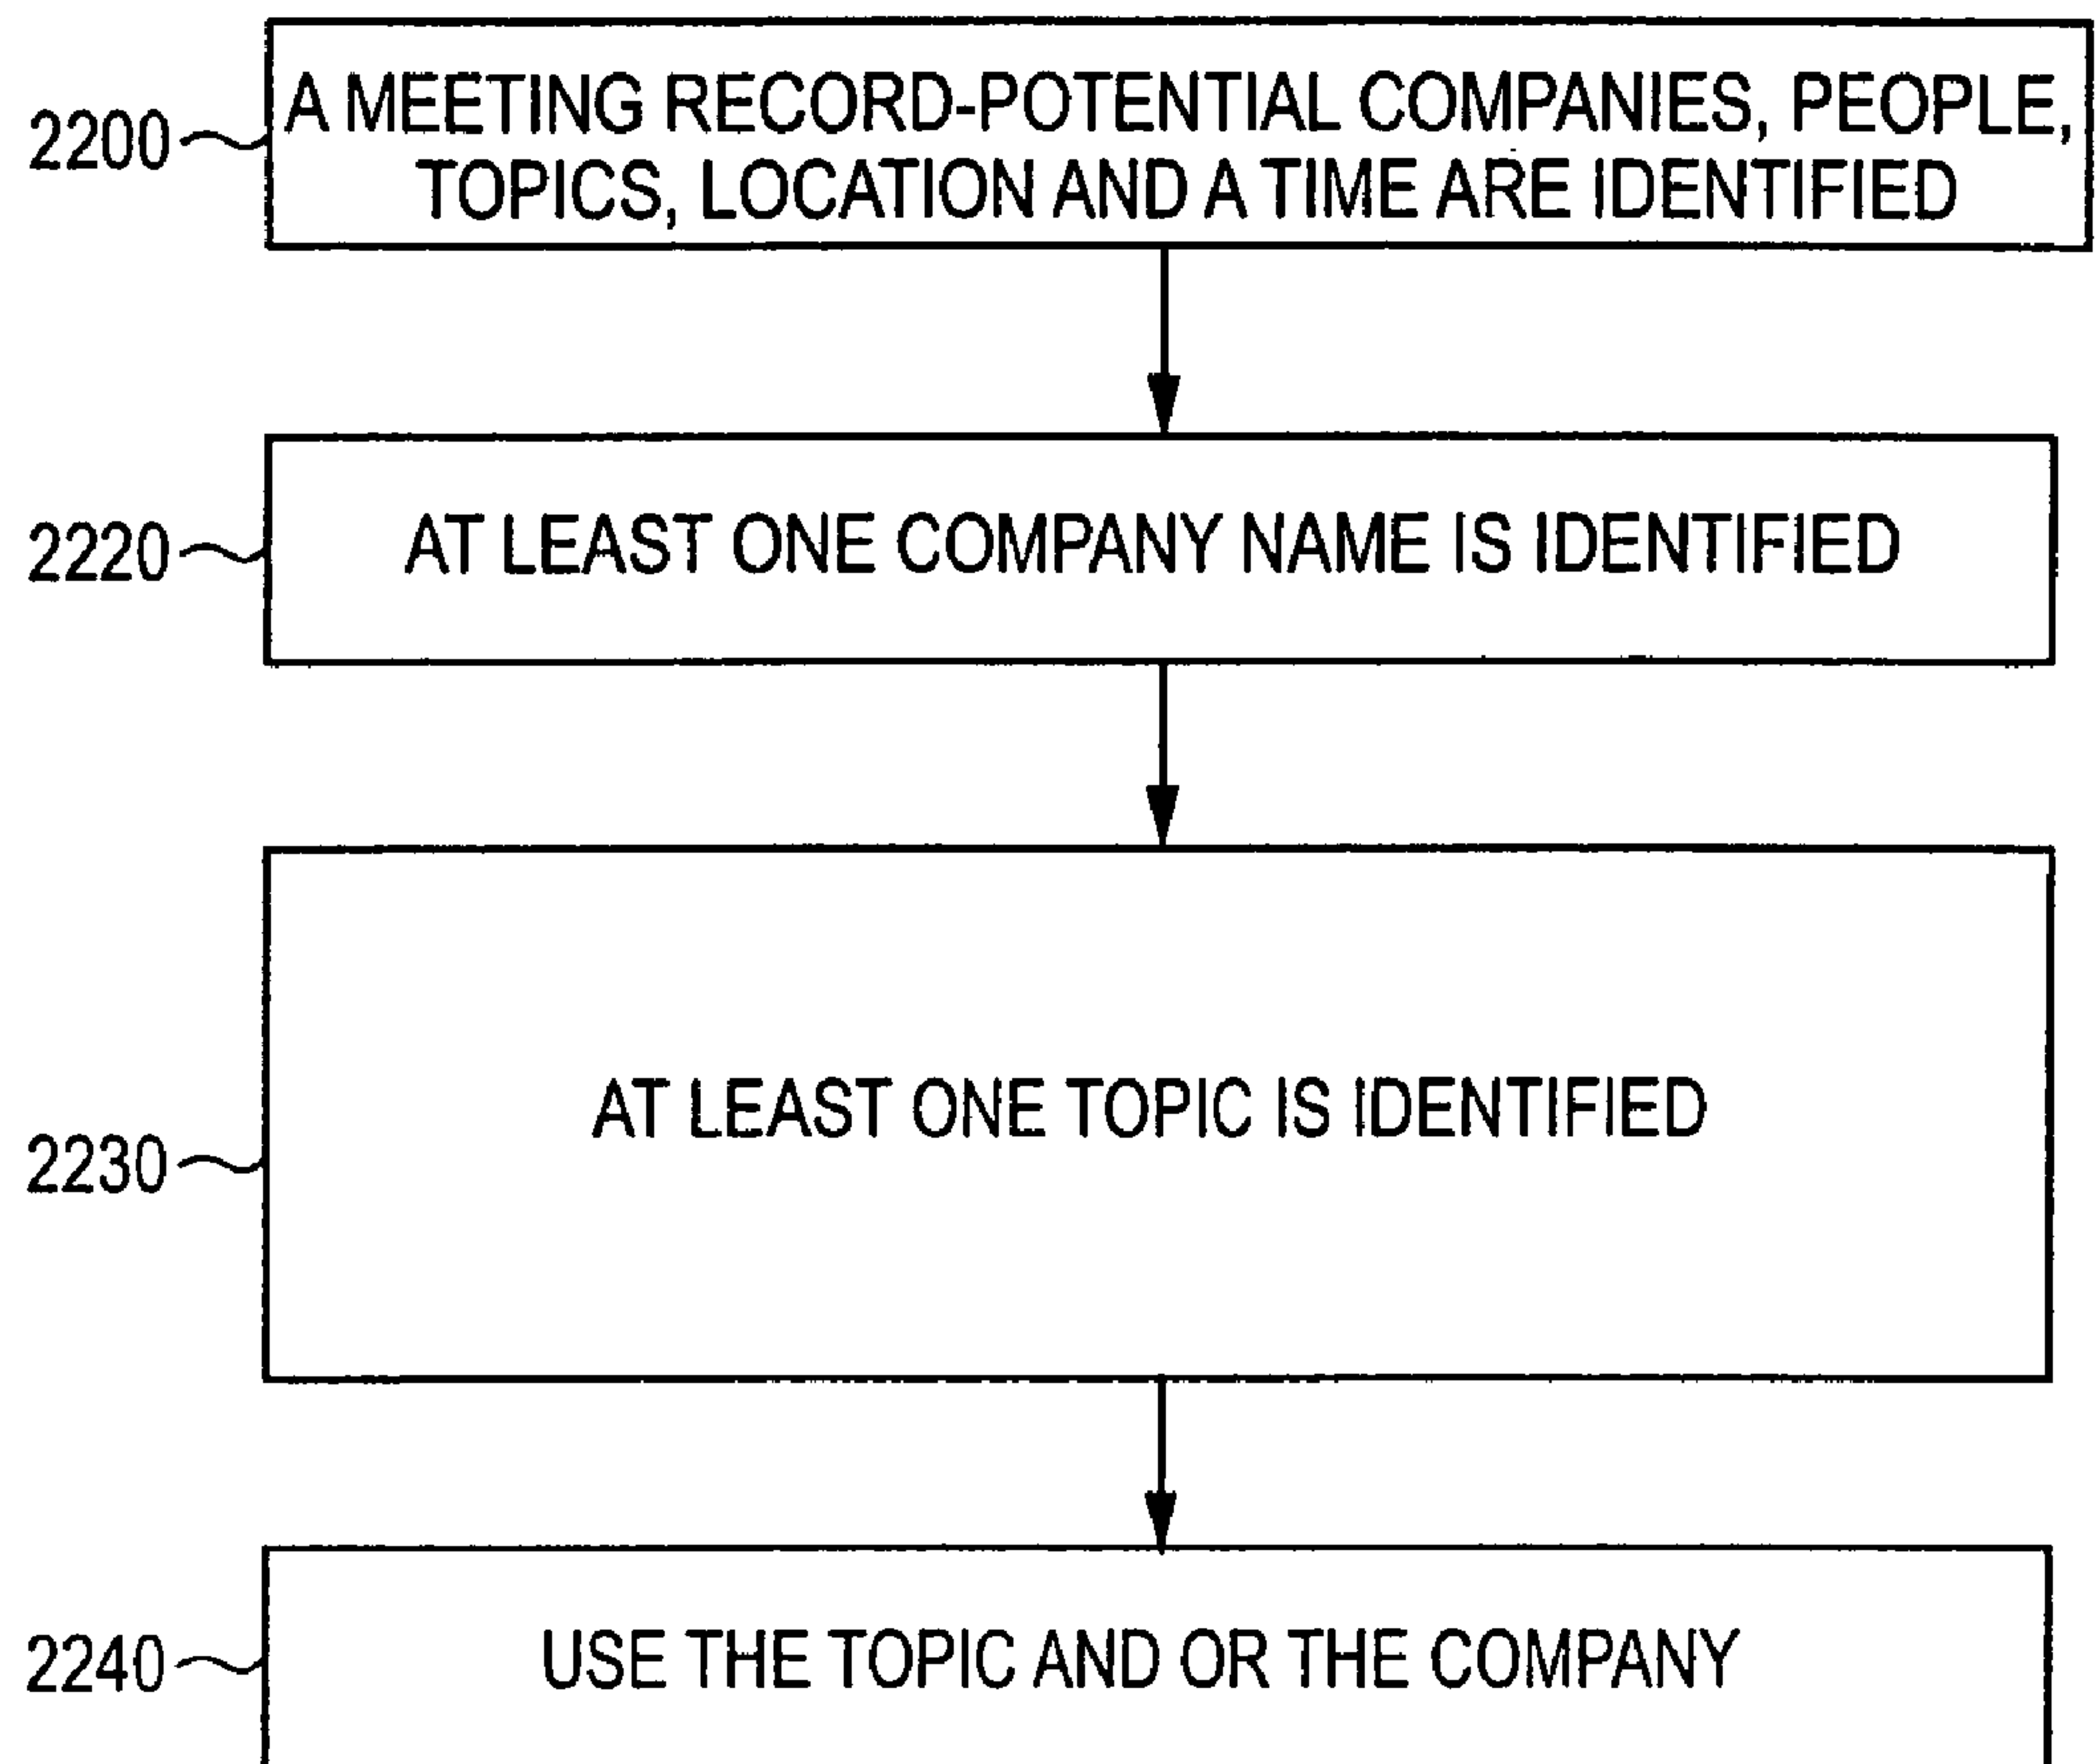 A MEETING RECORD-POTENTIAL COMPANIES, PEOPLE,
2200
TOPICS, LOCATION AND A TIME ARE IDENTIFIED
2220
AT LEAST ONE COMPANY NAME IS IDENTIFIED
AT LEAST ONE TOPIC IS IDENTIFIED
2230
2240
USE THE TOPIC AND OR THE COMPANY